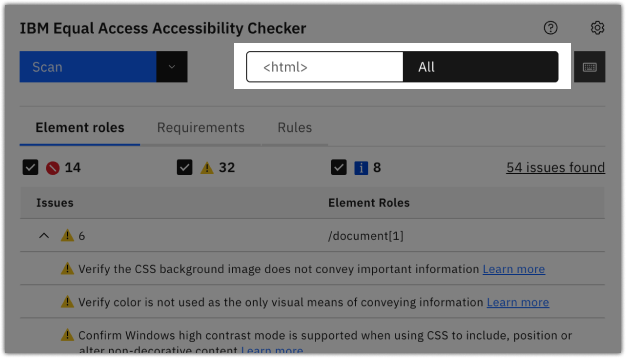 IBM Equal Access Accessibility Checker
Scan
<html>
All
Element roles
Requirements
Rules
14
32
8
54 issues found
Issues
Element Roles
6
/document[1]
Verify the CSS background image does not convey important information Learn more
Verify color is not used as the only visual means of conveying information Learn more
Confirm Windows high contrast mode is supported when using CSS to include, position or
alter non-decorative content Learn more